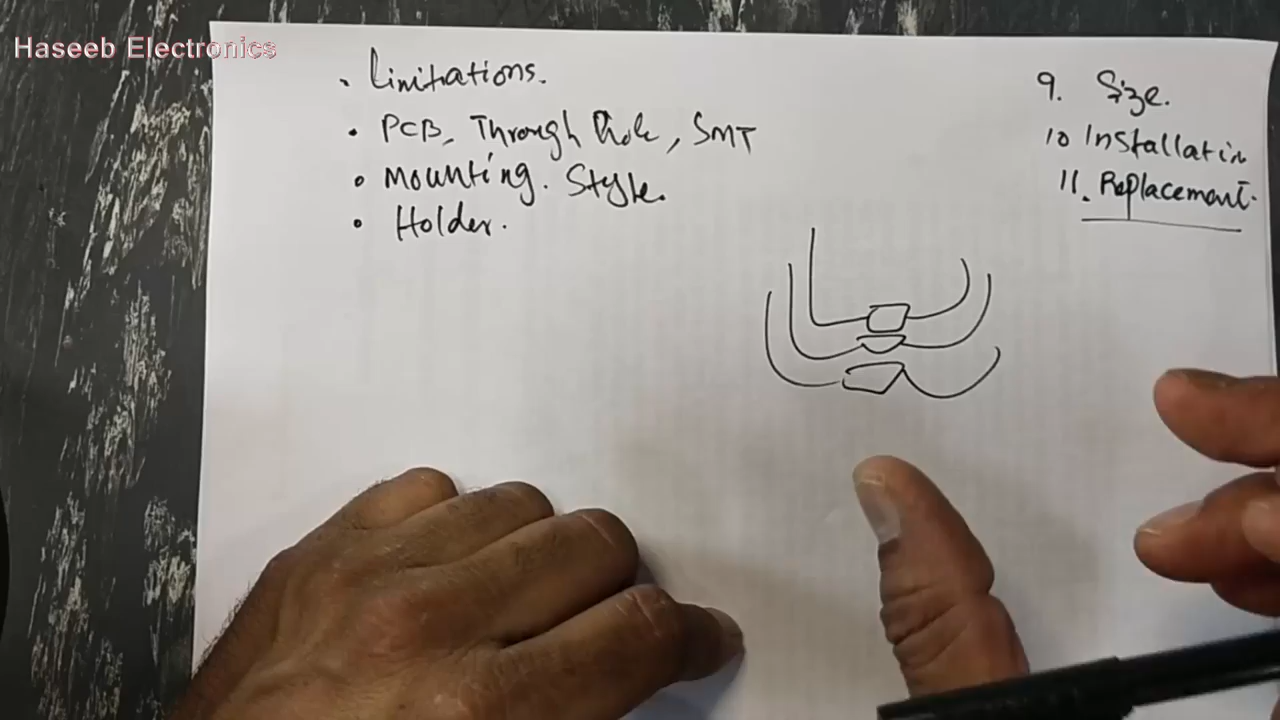 Haseeb Electronics
• Limitations.
• PCB, Through Hole, SMT
• Mounting. Style.
• Holder.
9. Size.
10 Installation
11. Replacement.